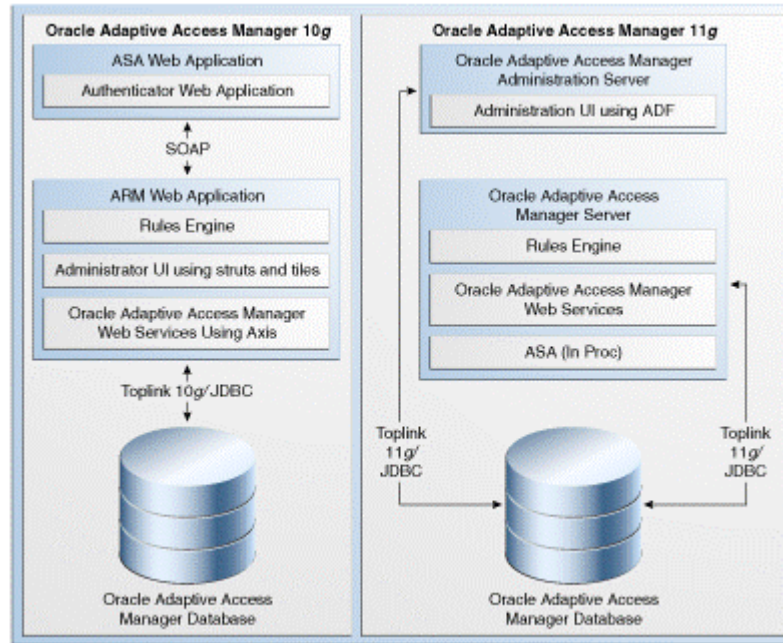 Oracle Adaptive Access Manager 10g
ASA Web Application
Authenticator Web Application
SOAP
ARM Web Application
Rules Engine
Administrator UI using struts and tiles
Oracle Adaptive Access Manager
Web Services Using Axis
Toplink 10g/JDBC
Oracle Adaptive Access
Manager Database
Oracle Adaptive Access Manager 11g
Oracle Adaptive Access Manager
Administration Server
Administration UI using ADF
Oracle Adaptive Access
Manager Server
Rules Engine
Oracle Adaptive Access Manager
Web Services
ASA (In Proc)
Toplink
11g/
JDBC
Toplink
11g/
JDBC
Oracle Adaptive Access
Manager Database